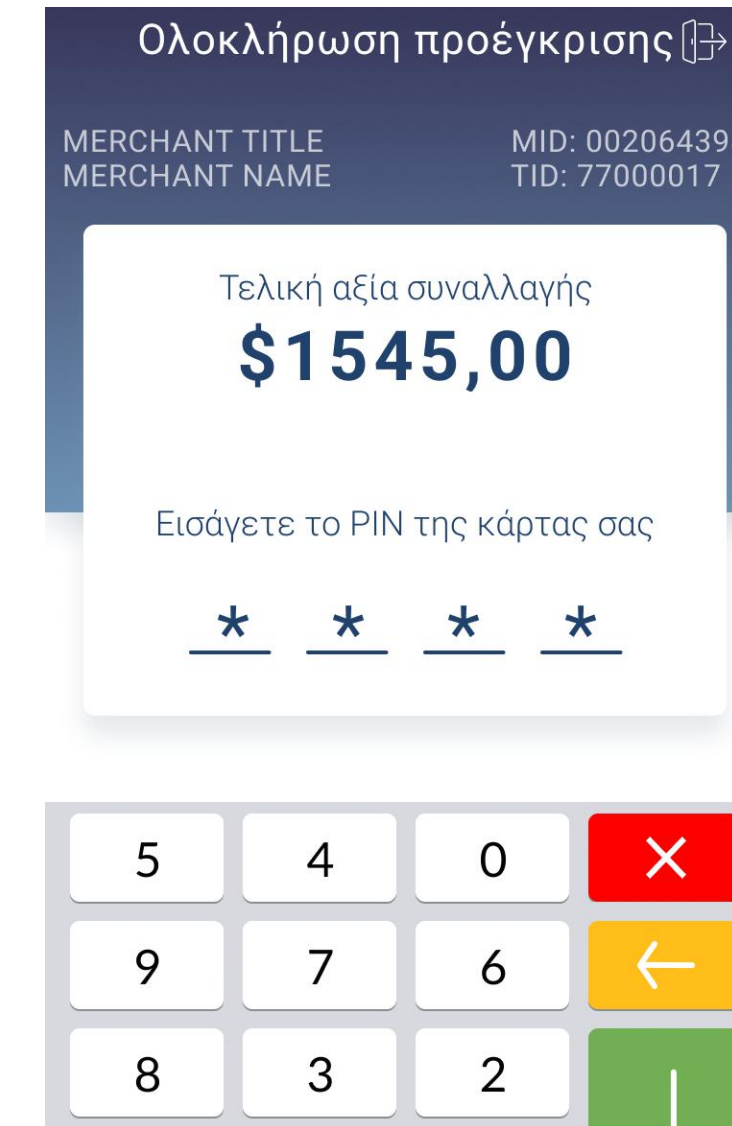 Ολοκλήρωση προέγκρισης
MERCHANT TITLE MID: 00206439
MERCHANT NAME TID: 77000017
Τελική αξία συναλλαγής
$1545,00
Εισάγετε το PIN της κάρτας σας
* * * *
5 4 0
9 7 6
8 3 2